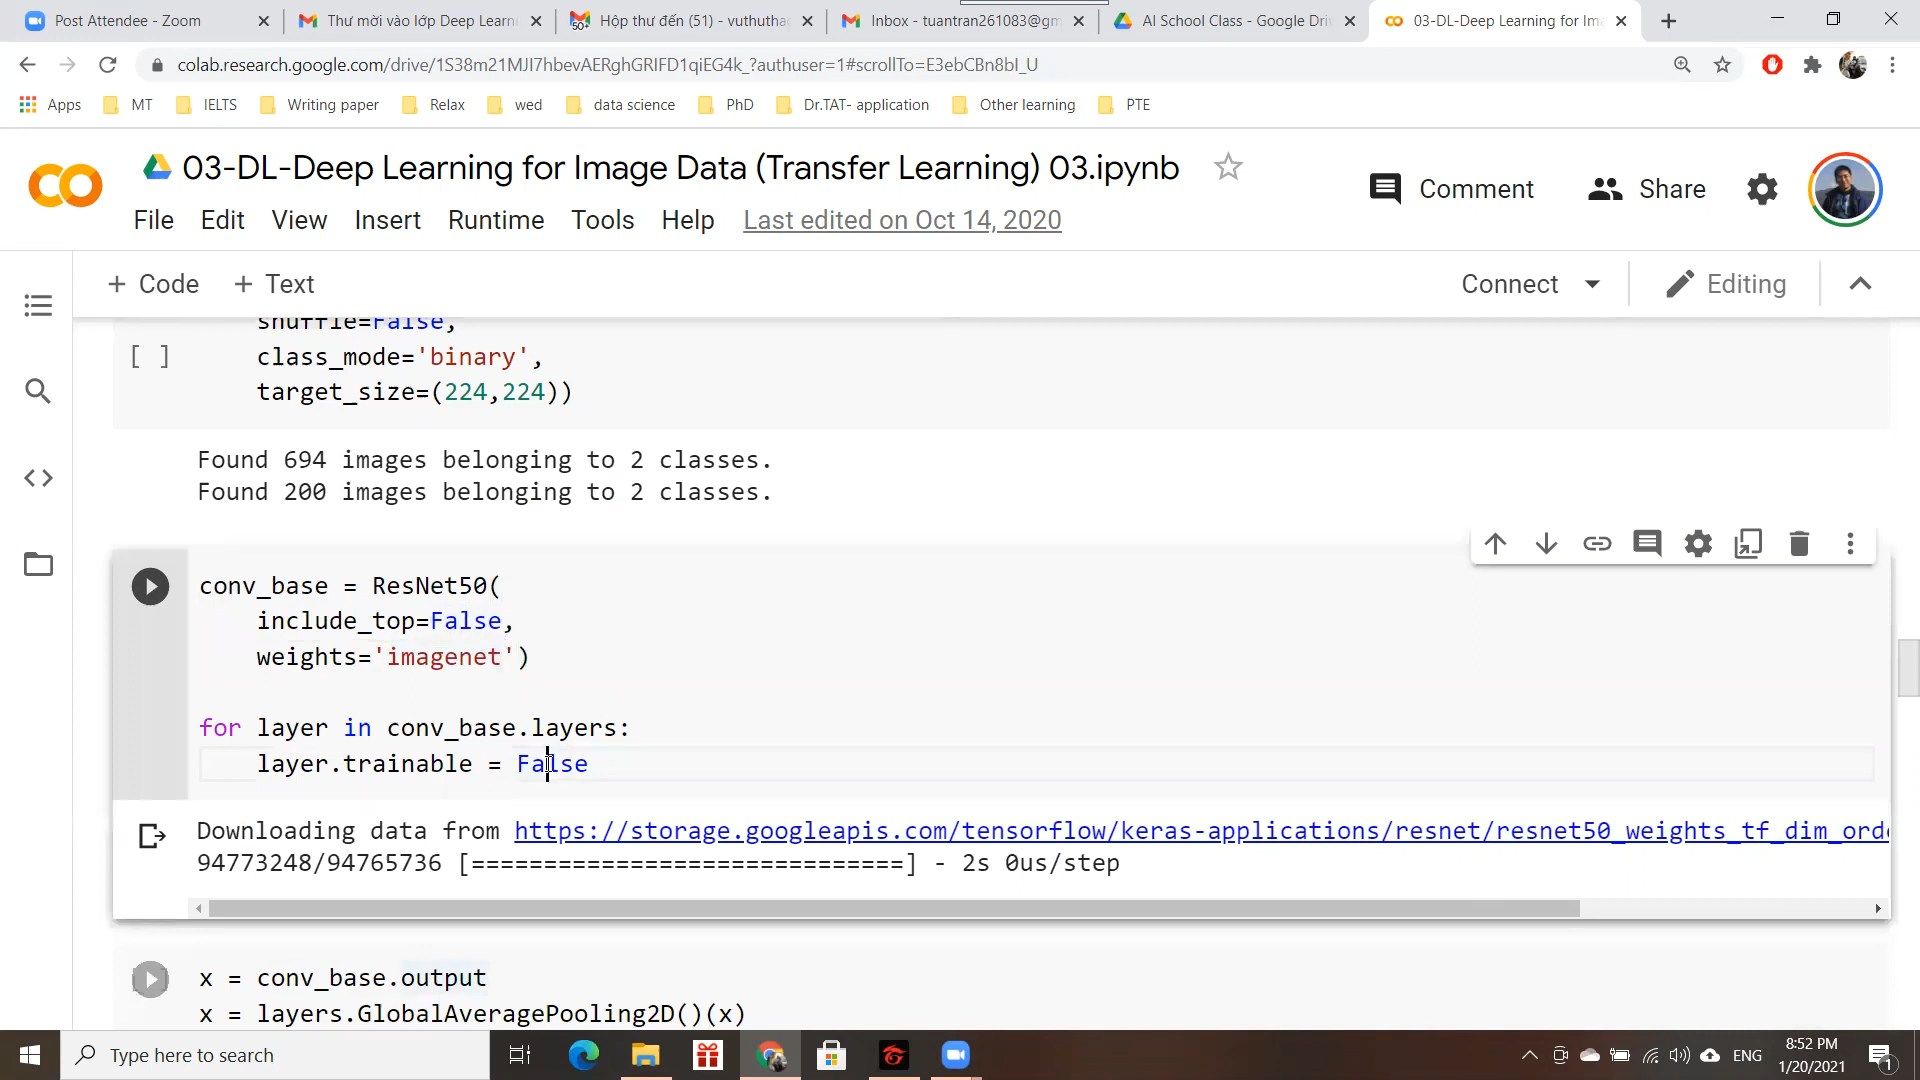 Post Attendee - Zoom
Thư mời vào lớp Deep Learni
Hộp thư đến (51) - vuthutha
Inbox - tuantran261083@gm
AI School Class - Google Dri
03-DL-Deep Learning for Im
colab.research.google.com/drive/1S38m21MJI7hbevAERghGRIFD1qiEG4k_?authuser=1#scrollTo=E3ebCBn8bI_U
Apps MT IELTS Writing paper Relax wed data science PhD Dr.TAT- application Other learning PTE
03-DL-Deep Learning for Image Data (Transfer Learning) 03.ipynb
Comment Share
File Edit View Insert Runtime Tools Help Last edited on Oct 14, 2020
+ Code + Text Connect Editing
shuffle=False,
[ ] class_mode='binary',
target_size=(224,224))
Found 694 images belonging to 2 classes.
Found 200 images belonging to 2 classes.
conv_base = ResNet50(
include_top=False,
weights='imagenet')
for layer in conv_base.layers:
layer.trainable = False
Downloading data from https://storage.googleapis.com/tensorflow/keras-applications/resnet/resnet50_weights_tf_dim_orde
94773248/94765736 [==============================] - 2s 0us/step
x = conv_base.output
x = layers.GlobalAveragePooling2D()(x)
Type here to search
ENG
8:52 PM
1/20/2021
1